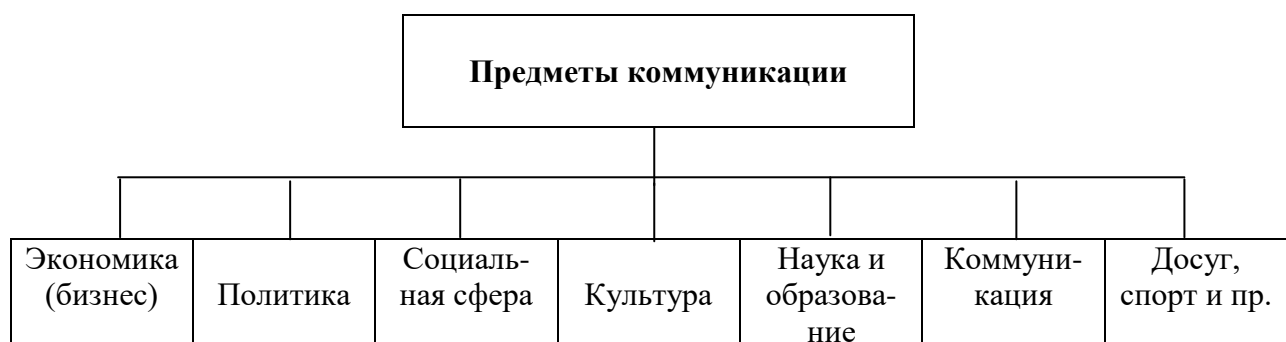 Предметы коммуникации
Экономика
(бизнес)
Политика
Социаль-
ная сфера
Культура
Наука и
образова-
ние
Коммуни-
кация
Досуг,
спорт и пр.